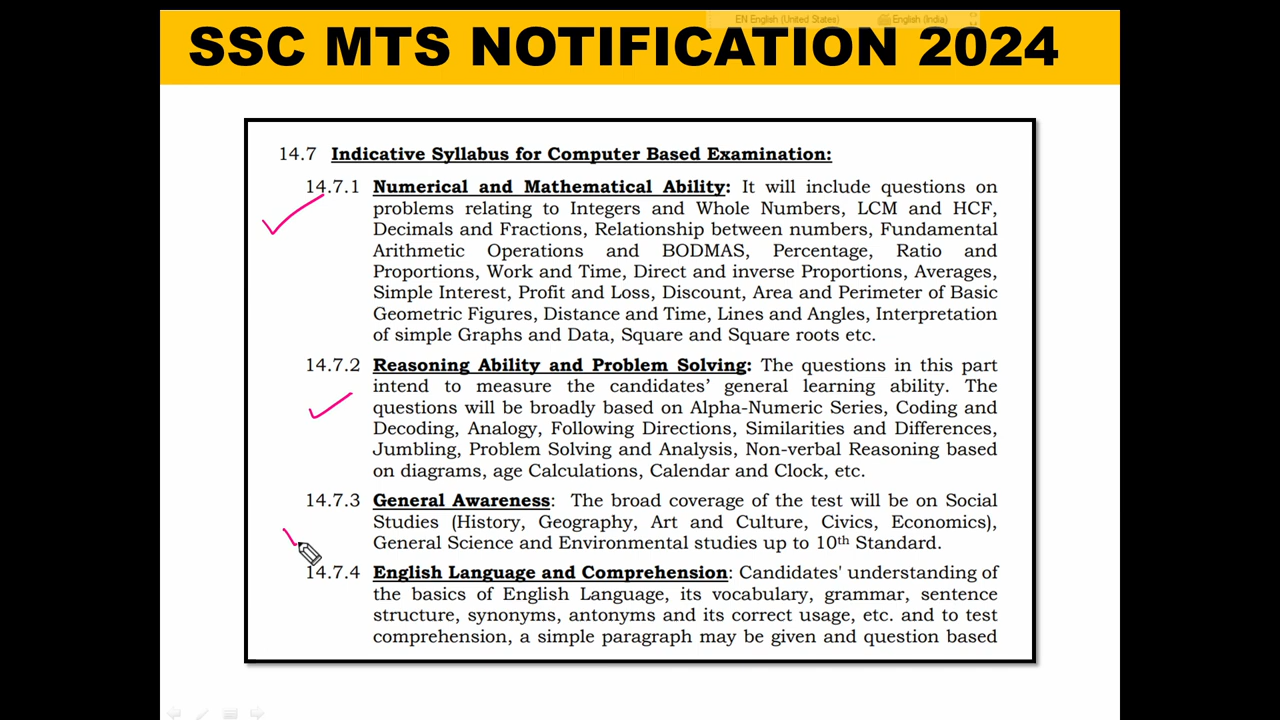 EN English (United States) English (India)
SSC MTS NOTIFICATION 2024
14.7 Indicative Syllabus for Computer Based Examination:
14.7.1 Numerical and Mathematical Ability: It will include questions on
problems relating to Integers and Whole Numbers, LCM and HCF,
Decimals and Fractions, Relationship between numbers, Fundamental
Arithmetic Operations and BODMAS, Percentage, Ratio and
Proportions, Work and Time, Direct and inverse Proportions, Averages,
Simple Interest, Profit and Loss, Discount, Area and Perimeter of Basic
Geometric Figures, Distance and Time, Lines and Angles, Interpretation
of simple Graphs and Data, Square and Square roots etc.
14.7.2 Reasoning Ability and Problem Solving: The questions in this part
intend to measure the candidates’ general learning ability. The
questions will be broadly based on Alpha-Numeric Series, Coding and
Decoding, Analogy, Following Directions, Similarities and Differences,
Jumbling, Problem Solving and Analysis, Non-verbal Reasoning based
on diagrams, age Calculations, Calendar and Clock, etc.
14.7.3 General Awareness: The broad coverage of the test will be on Social
Studies (History, Geography, Art and Culture, Civics, Economics),
General Science and Environmental studies up to 10th Standard.
14.7.4 English Language and Comprehension: Candidates' understanding of
the basics of English Language, its vocabulary, grammar, sentence
structure, synonyms, antonyms and its correct usage, etc. and to test
comprehension, a simple paragraph may be given and question based